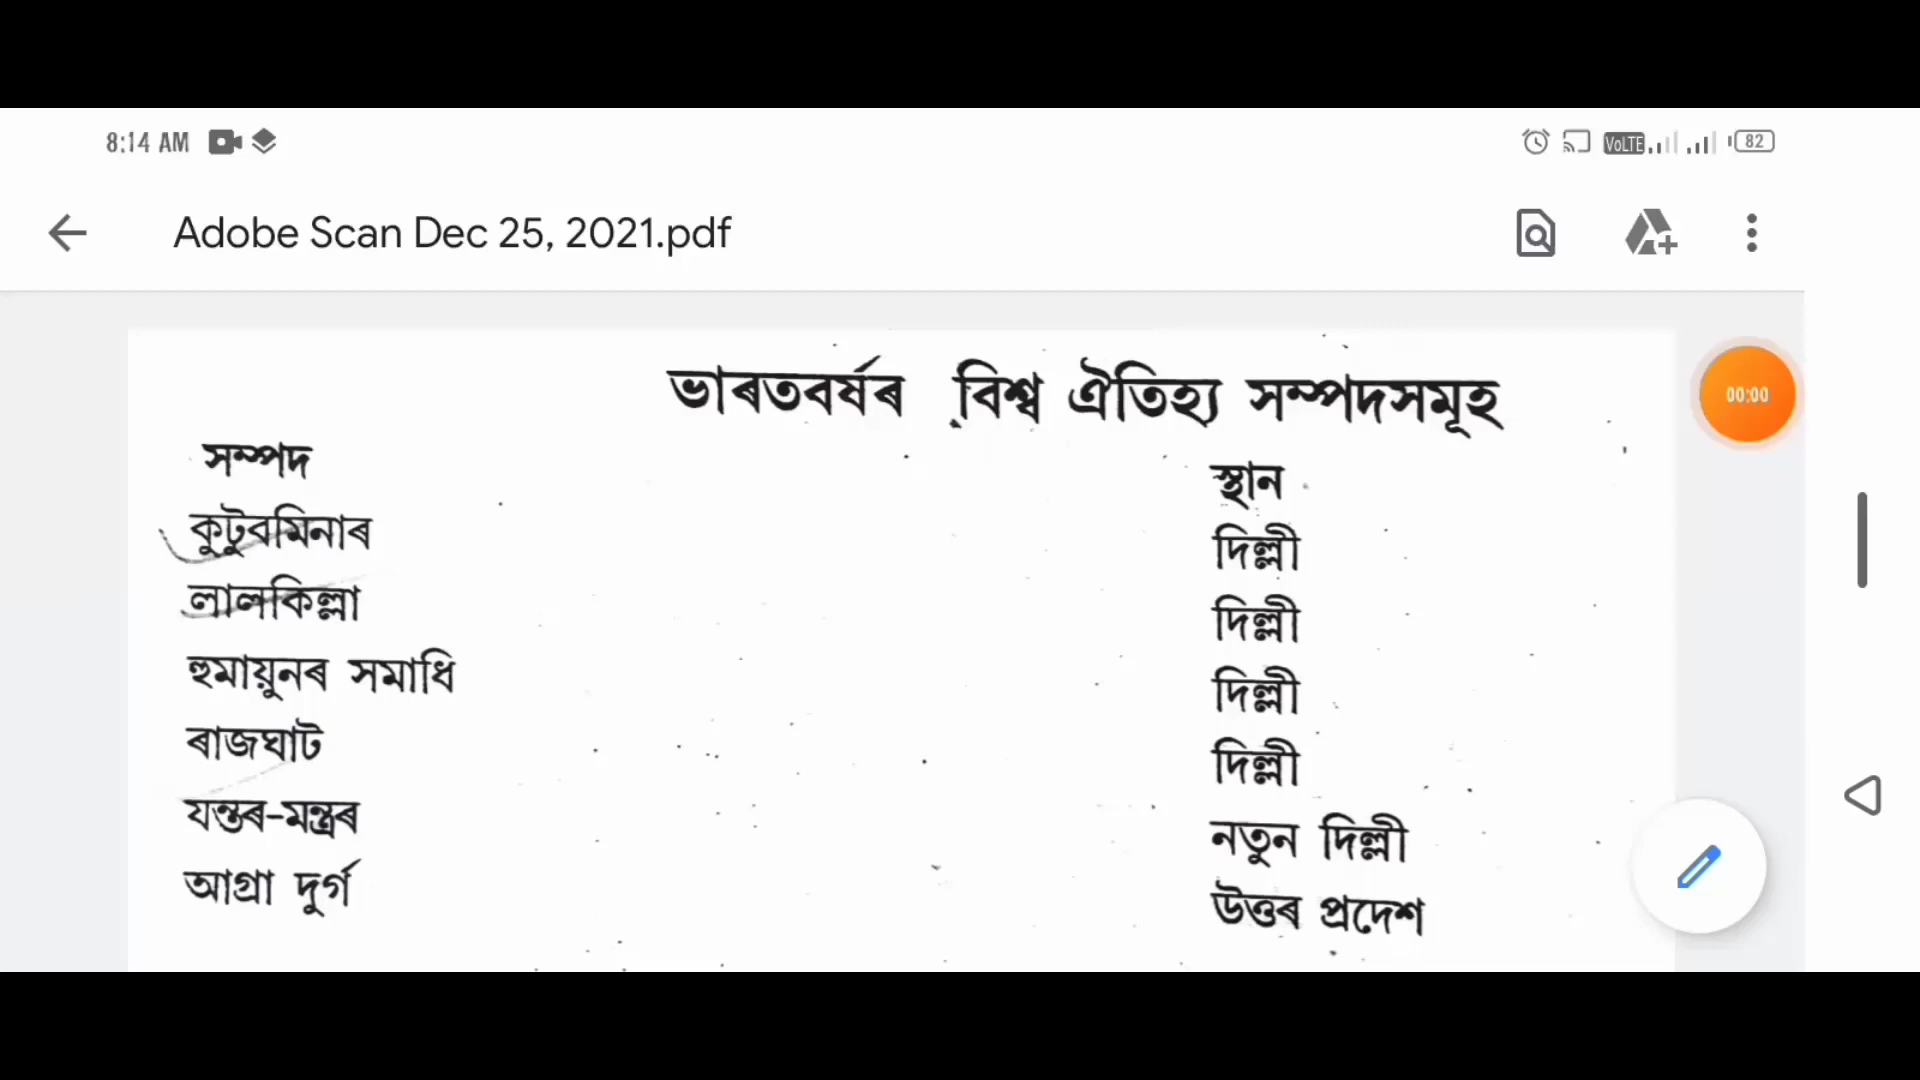 8:14 AM VoLTE 82
Adobe Scan Dec 25, 2021.pdf
00:00
ভাৰতবৰ্ষৰ বিশ্ব ঐতিহ্য সম্পদসমূহ
সম্পদ স্থান
কুটুবমিনাৰ দিল্লী
লালকিল্লা দিল্লী
হুমায়ুনৰ সমাধি দিল্লী
ৰাজঘাট দিল্লী
যন্তৰ-মন্ত্ৰৰ নতুন দিল্লী
আগ্ৰা দুৰ্গ উত্তৰ প্ৰদেশ